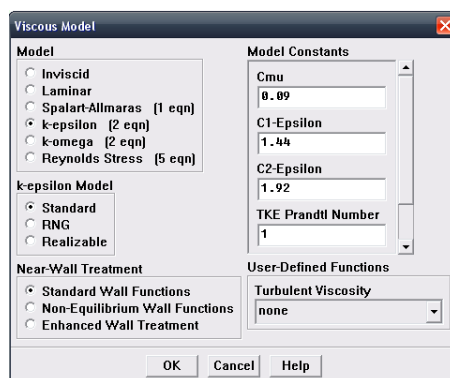 Viscous Model
Model
Inviscid
Laminar
Spalart-Allmaras (1 eqn)
k-epsilon (2 eqn)
k-omega (2 eqn)
Reynolds Stress (5 eqn)
k-epsilon Model
Standard
RNG
Realizable
Near-Wall Treatment
Standard Wall Functions
Non-Equilibrium Wall Functions
Enhanced Wall Treatment
Model Constants
Cmu
0.09
C1-Epsilon
1.44
C2-Epsilon
1.92
TKE Prandtl Number
1
User-Defined Functions
Turbulent Viscosity
none
OK Cancel Help